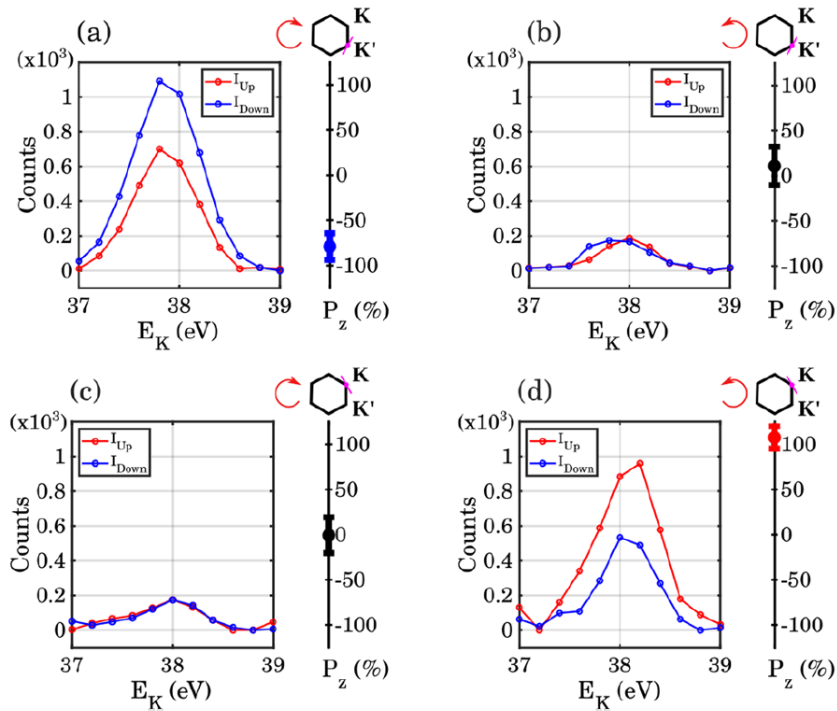 (a) K
(x10³) K'
I_Up
I_Down
1
0.8
0.6
0.4
0.2
0
Counts
37 38 39
E_K (eV)
100
50
0
-50
-100
P_z (%)
(b) K
(x10³) K'
I_Up
I_Down
1
0.8
0.6
0.4
0.2
0
Counts
37 38 39
E_K (eV)
100
50
0
-50
-100
P_z (%)
(c) K
(x10³) K'
I_Up
I_Down
1
0.8
0.6
0.4
0.2
0
Counts
37 38 39
E_K (eV)
100
50
0
-50
-100
P_z (%)
(d) K
(x10³) K'
I_Up
I_Down
1
0.8
0.6
0.4
0.2
0
Counts
37 38 39
E_K (eV)
100
50
0
-50
-100
P_z (%)